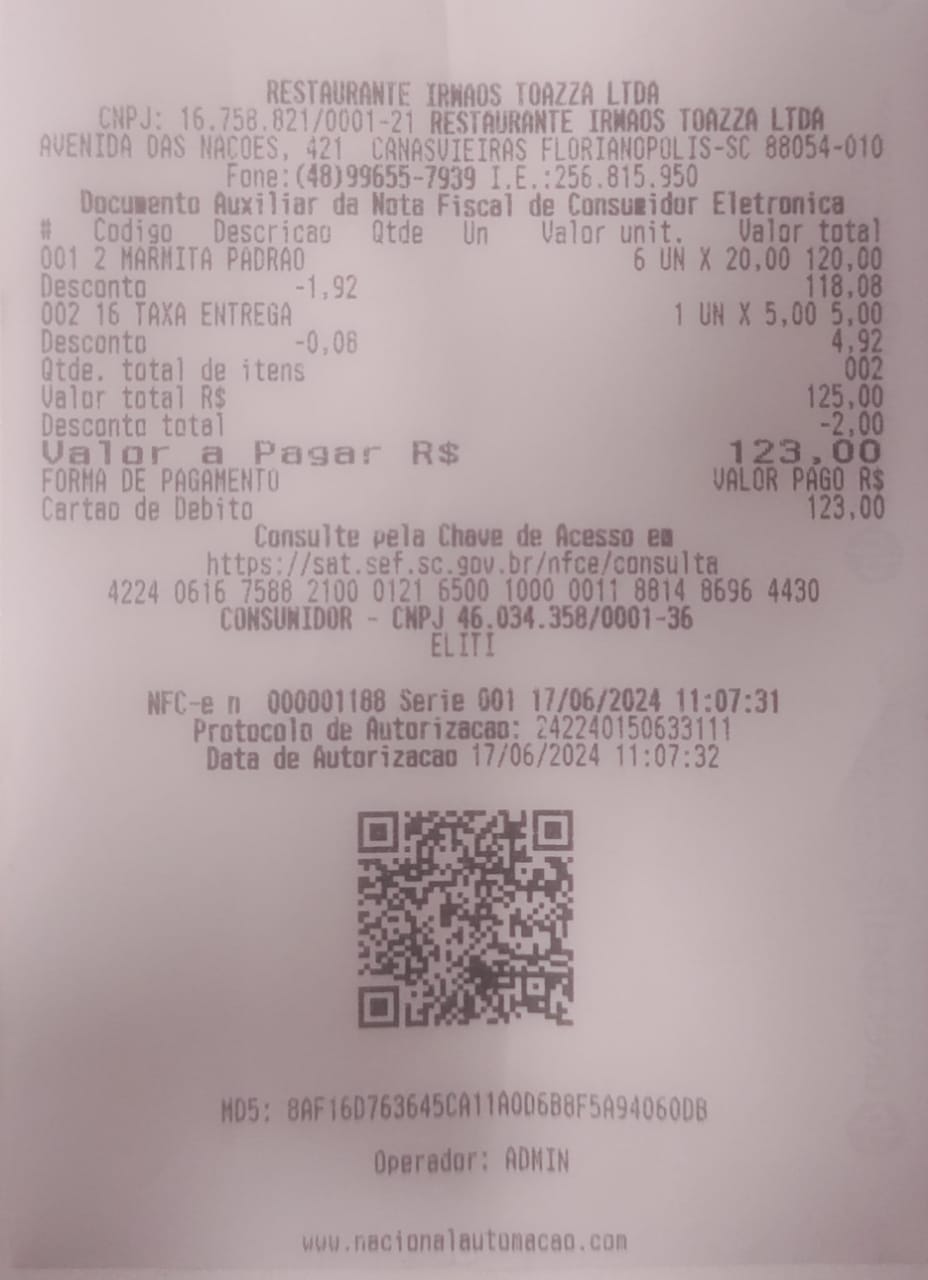 RESTAURANTE IRMAOS TOAZZA LTDA
CNPJ: 16.758.821/0001-21 RESTAURANTE IRMAOS TOAZZA LTDA
AVENIDA DAS NACOES, 421 CANASVIEIRAS FLORIANOPOLIS-SC 88054-010
Fone:(48)99655-7939 I.E.:256.815.950
Documento Auxiliar da Nota Fiscal de Consumidor Eletronica
# Codigo Descricao Qtde Un Valor unit. Valor total
001 2 MARMITA PADRAO 6 UN X 20,00 120,00
Desconto -1,92 118,08
002 16 TAXA ENTREGA 1 UN X 5,00 5,00
Desconto -0,08 4,92
Qtde. total de itens 002
Valor total R$ 125,00
Desconto total -2,00
Valor a Pagar R$ 123,00
FORMA DE PAGAMENTO VALOR PAGO R$
Cartao de Debito 123,00
Consulte pela Chave de Acesso em
https://sat.sef.sc.gov.br/nfce/consulta
4224 0616 7588 2100 0121 6500 1000 0011 8814 8696 4430
CONSUMIDOR - CNPJ 46.034.358/0001-36
ELITI
NFC-e n 000001188 Serie 001 17/06/2024 11:07:31
Protocolo de Autorizacao: 242240150633111
Data de Autorizacao 17/06/2024 11:07:32
MD5: 8AF16D763645CA11A0D6B8F5A94060DB
Operador: ADMIN
www.nacionalautomacao.com